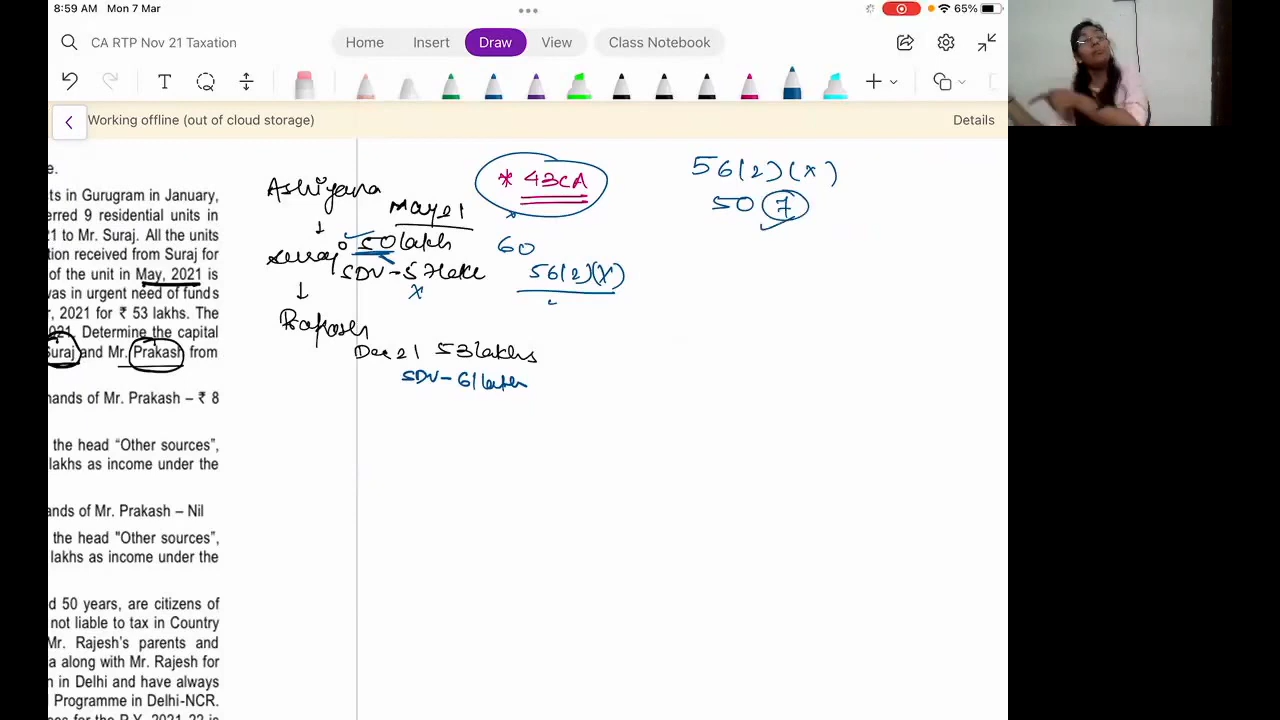 8:59 AM Mon 7 Mar
65%
CA RTP Nov 21 Taxation
Home Insert Draw View Class Notebook
Working offline (out of cloud storage)
Details
e.
ts in Gurugram in January,
erred 9 residential units in
21 to Mr. Suraj. All the units
tion received from Suraj for
of the unit in May, 2021 is
was in urgent need of funds
r, 2021 for ₹ 53 lakhs. The
021. Determine the capital
Suraj and Mr. Prakash from
hands of Mr. Prakash – ₹ 8
the head “Other sources”,
lakhs as income under the
ands of Mr. Prakash – Nil
the head "Other sources",
lakhs as income under the
d 50 years, are citizens of
not liable to tax in Country
Mr. Rajesh’s parents and
a along with Mr. Rajesh for
n in Delhi and have always
Programme in Delhi-NCR.
Ashiyana
↓
Suraj
↓
Prakash
May 21
50 lakh
SDV - 57 lakh
x
Dec 21 53 lakhs
SDV - 61 lakhs
* 43CA
60
56(2)(x)
56(2)(x)
50 7